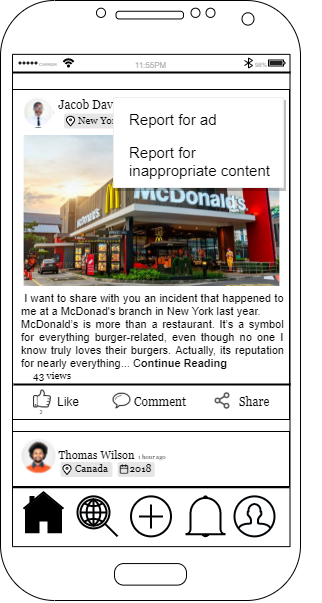 CARRIER 11:55PM 98%
Jacob Dav
New Yor
Report for ad
Report for
inappropriate content
McDonald's
McDonald's
I want to share with you an incident that happened to
me at a McDonad's branch in New York last year.
McDonald's is more than a restaurant. It's a symbol
for everything burger-related, even though no one I
know truly loves their burgers. Actually, its reputation
for nearly everything... Continue Reading
43 views
Like Comment Share
2
Thomas Wilson 1 hour ago
Canada 2018